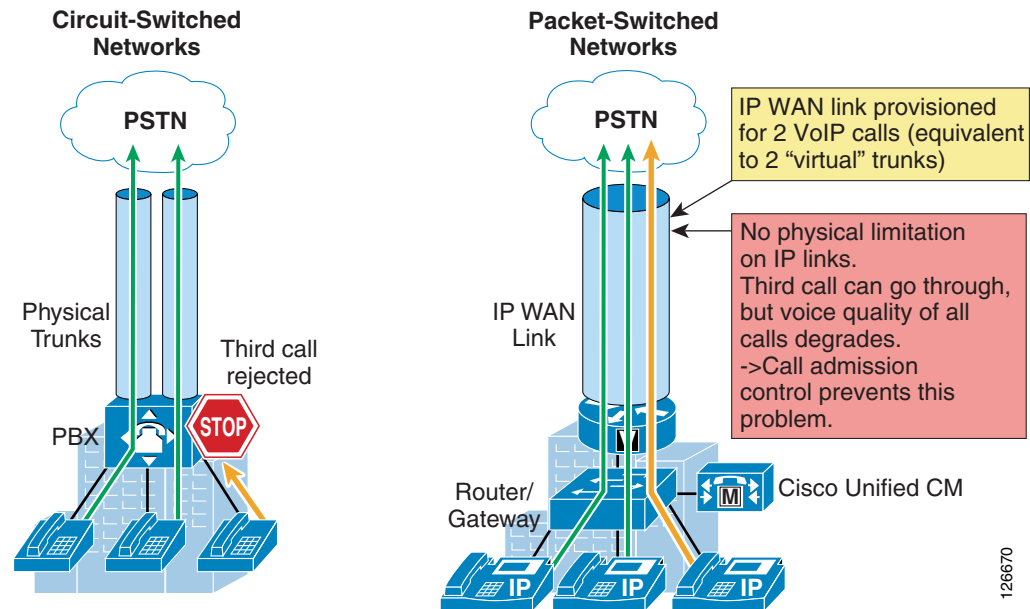 Circuit-Switched
Networks
PSTN
Physical
Trunks
Third call
rejected
PBX
STOP
Packet-Switched
Networks
PSTN
IP WAN link provisioned
for 2 VoIP calls (equivalent
to 2 “virtual” trunks)
No physical limitation
on IP links.
Third call can go through,
but voice quality of all
calls degrades.
->Call admission
control prevents this
problem.
IP WAN
Link
V
Router/
Gateway
M
Cisco Unified CM
IP
IP
IP
126670